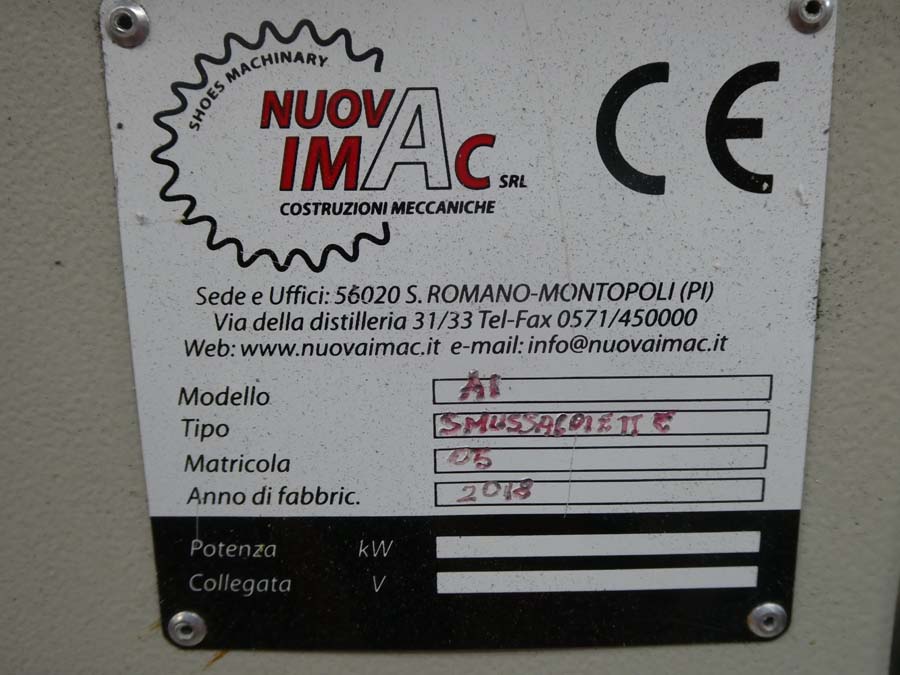 SHOES MACHINARY
NUOVA
IMAC SRL
COSTRUZIONI MECCANICHE
CE
Sede e Uffici: 56020 S. ROMANO-MONTOPOLI (PI)
Via della distilleria 31/33 Tel-Fax 0571/450000
Web: www.nuovaimac.it e-mail: info@nuovaimac.it
Modello A1
Tipo
Matricola 05
Anno di fabbric. 2018
Potenza kW
Collegata V